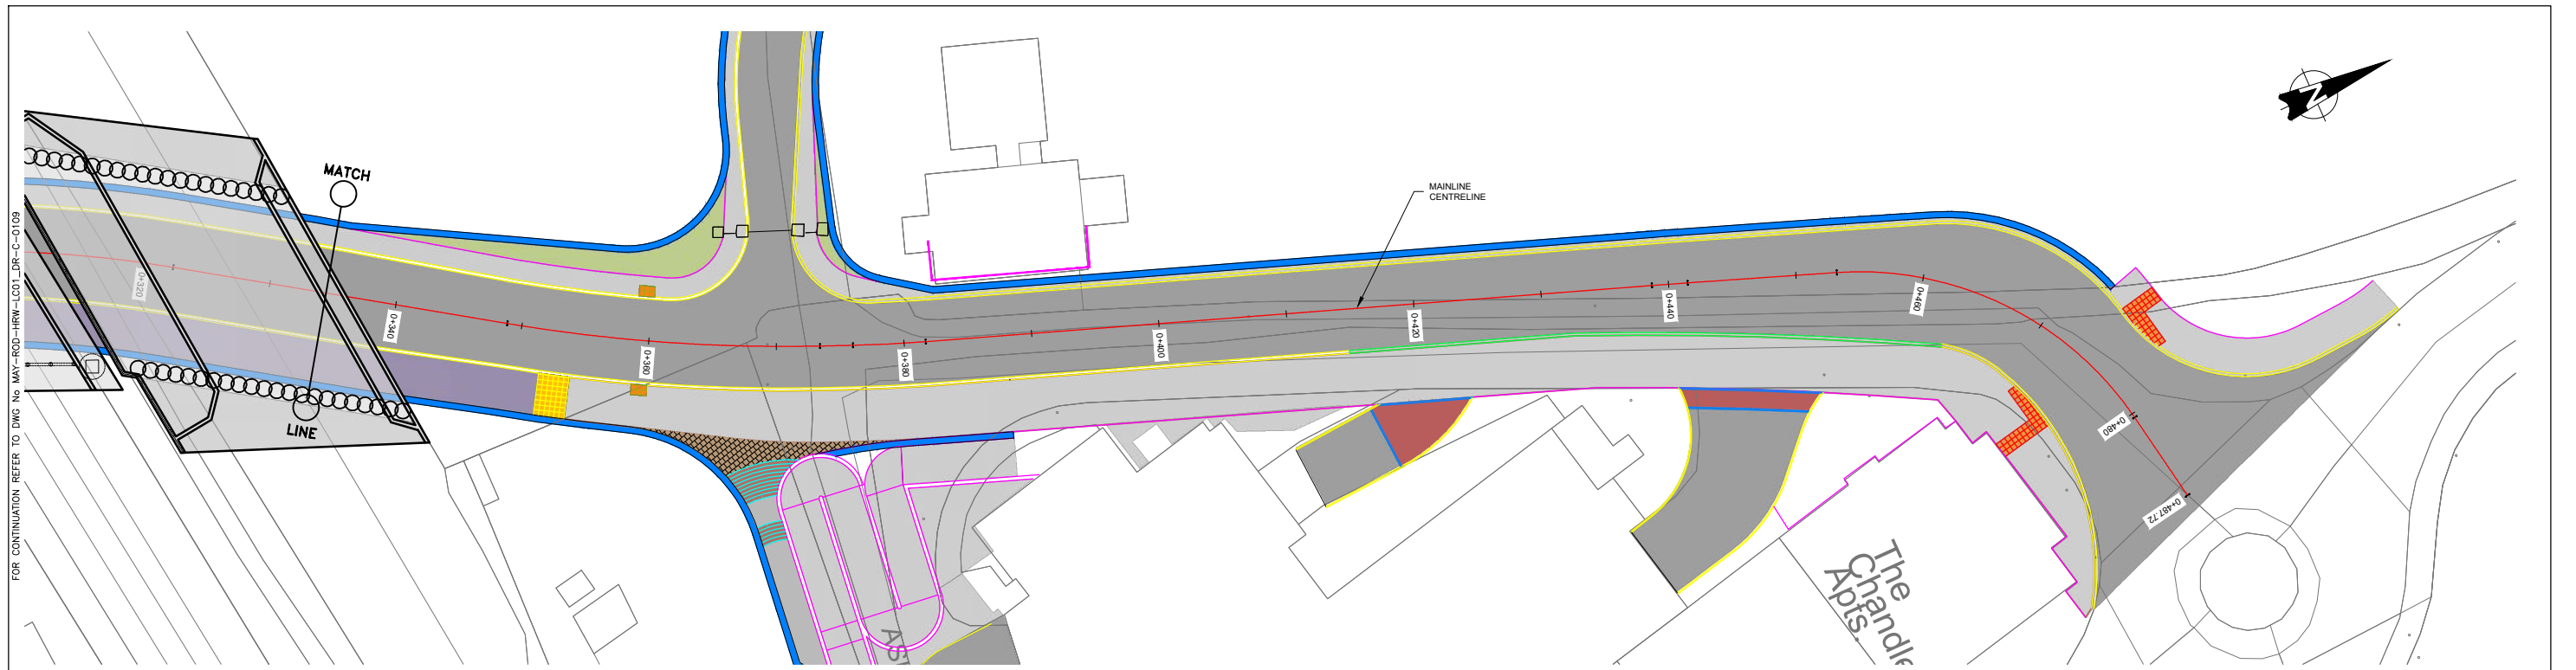 FOR CONTINUATION REFER TO DWG No MAY-ROD-HRW-LC01_DR-C-0109
MATCH
LINE
MAINLINE
CENTRELINE
N
0+320
0+340
0+360
0+380
0+400
0+420
0+440
0+460
0+480
0+487.72
The
Chandle
Apts